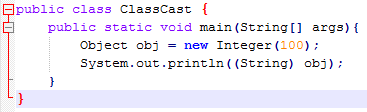 public class ClassCast {
    public static void main(String[] args){
        Object obj = new Integer(100);
        System.out.println((String) obj);
    }
}